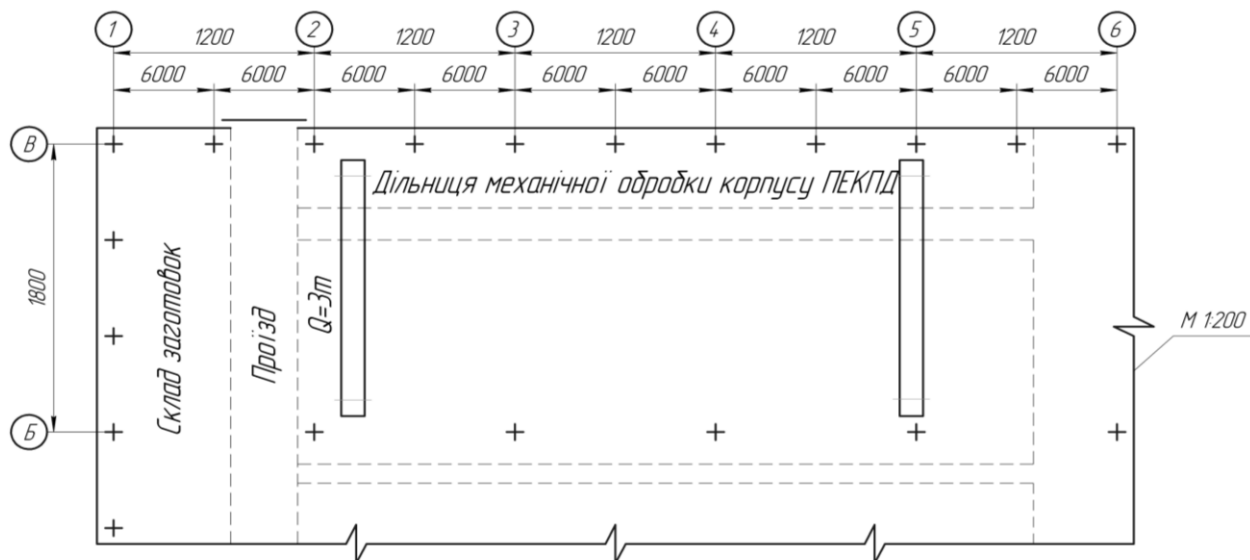 1 2 3 4 5 6
1200 1200 1200 1200 1200
6000 6000 6000 6000 6000 6000 6000 6000 6000 6000
В
Дільниця механічної обробки корпусу ПЕКПД
1800
Склад заготовок
Проїзд
Q=3т
М 1:200
Б